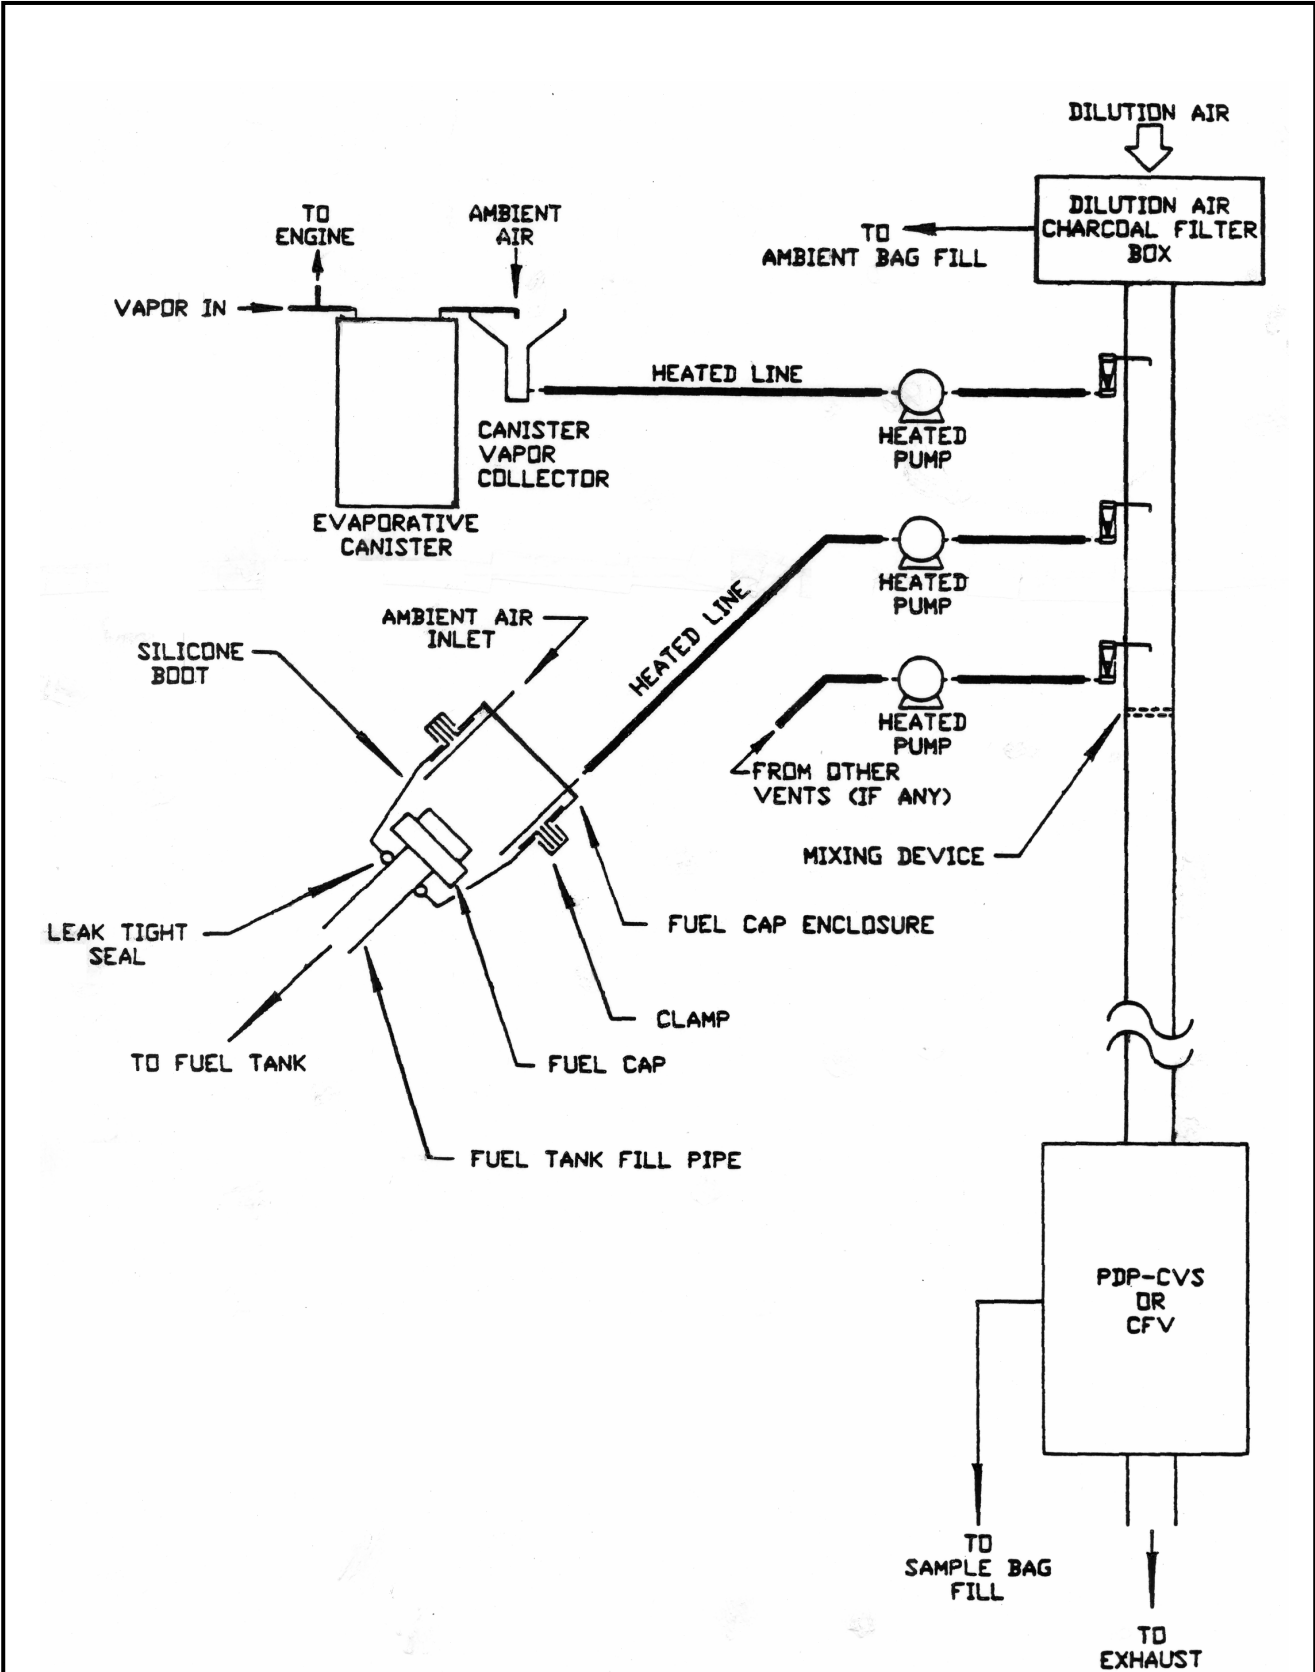 DILUTION AIR
DILUTION AIR
CHARCOAL FILTER
BOX
TO
AMBIENT BAG FILL
TO
ENGINE
AMBIENT
AIR
VAPOR IN
HEATED LINE
HEATED
PUMP
CANISTER
VAPOR
COLLECTOR
EVAPORATIVE
CANISTER
HEATED
PUMP
HEATED LINE
AMBIENT AIR
INLET
SILICONE
BOOT
HEATED
PUMP
FROM OTHER
VENTS (IF ANY)
MIXING DEVICE
FUEL CAP ENCLOSURE
LEAK TIGHT
SEAL
CLAMP
TO FUEL TANK
FUEL CAP
FUEL TANK FILL PIPE
PDP-CVS
OR
CFV
TO
SAMPLE BAG
FILL
TO
EXHAUST